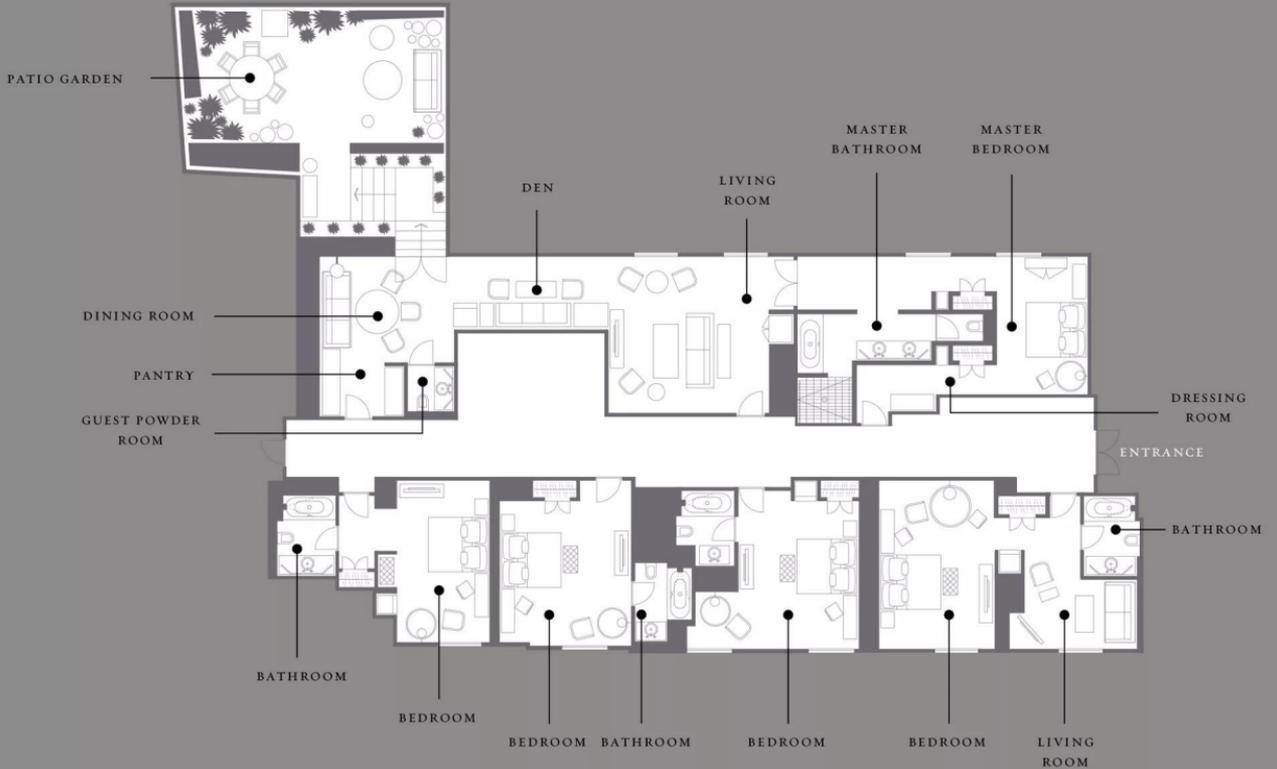 PATIO GARDEN
MASTER
BATHROOM
MASTER
BEDROOM
DEN
LIVING
ROOM
DINING ROOM
PANTRY
GUEST POWDER
ROOM
DRESSING
ROOM
ENTRANCE
BATHROOM
BATHROOM
BEDROOM
BEDROOM
BATHROOM
BEDROOM
BEDROOM
LIVING
ROOM